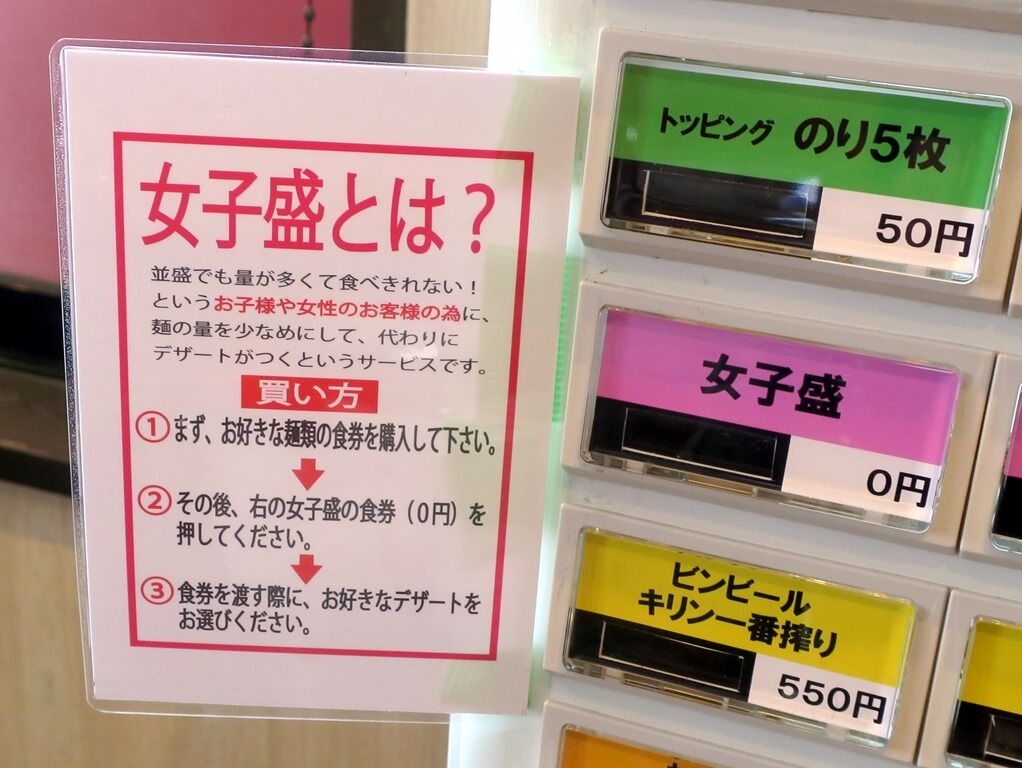 女子盛とは？
並盛でも量が多くて食べきれない！
というお子様や女性のお客様の為に、
麺の量を少なめにして、代わりに
デザートがつくというサービスです。
買い方
①まず、お好きな麺類の食券を購入して下さい。
②その後、右の女子盛の食券（０円）を
押してください。
③食券を渡す際に、お好きなデザートを
お選びください。
トッピング のり５枚
50円
女子盛
0円
ビンビール
キリン一番搾り
550円